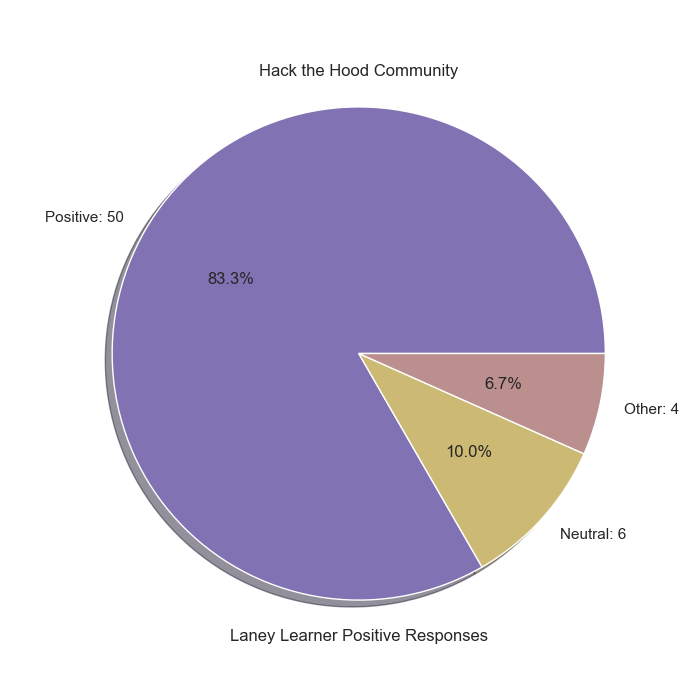 Hack the Hood Community
Positive: 50
83.3%
6.7%
Other: 4
10.0%
Neutral: 6
Laney Learner Positive Responses